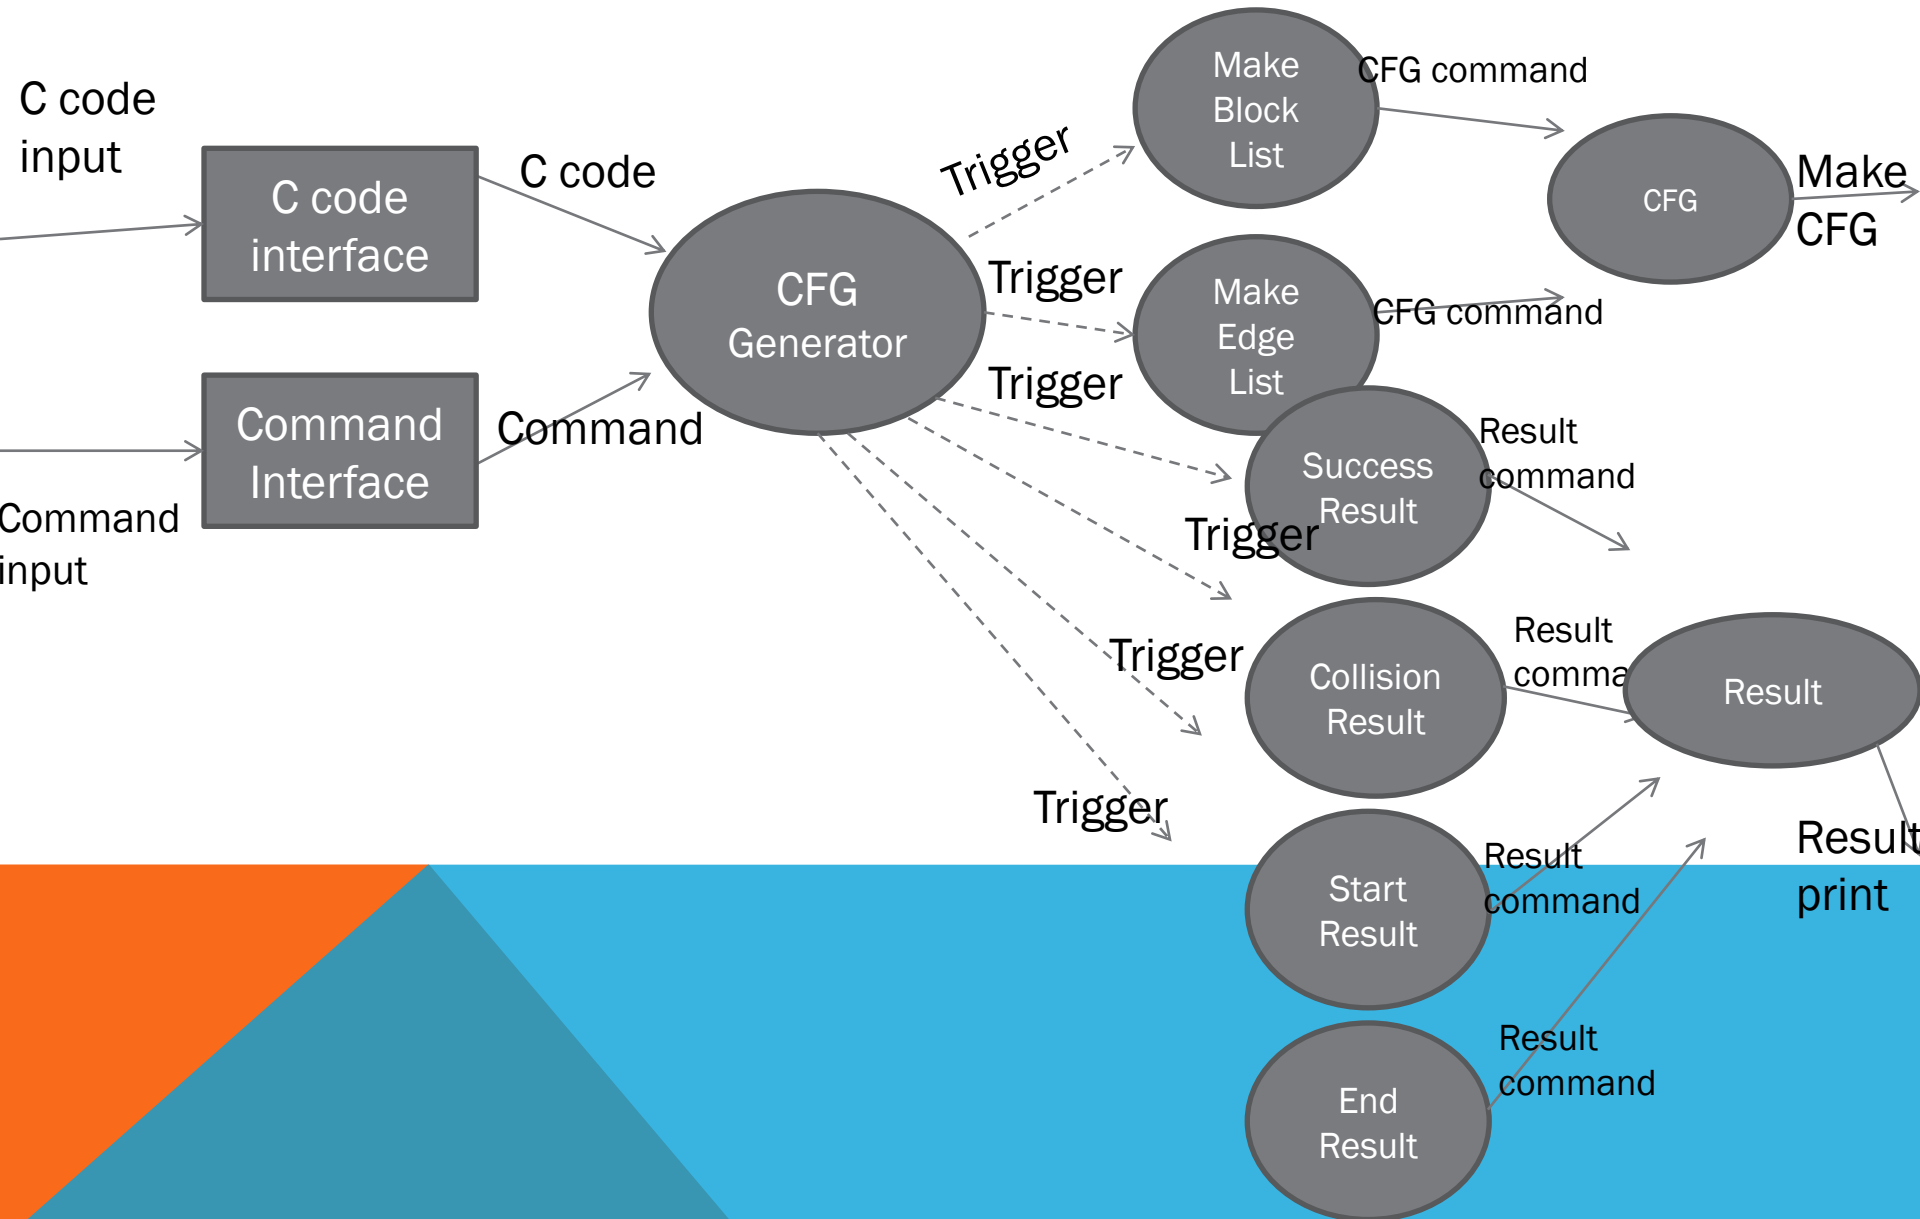 C code
input
C code
interface
C code
Command
Interface
Command
Command
input
CFG
Generator
Trigger
Trigger
Trigger
Trigger
Trigger
Trigger
Make
Block
List
CFG command
Make
Edge
List
CFG command
CFG
Make
CFG
Success
Result
Result
command
Collision
Result
Result
comma
Result
Start
Result
Result
command
Result
print
End
Result
Result
command